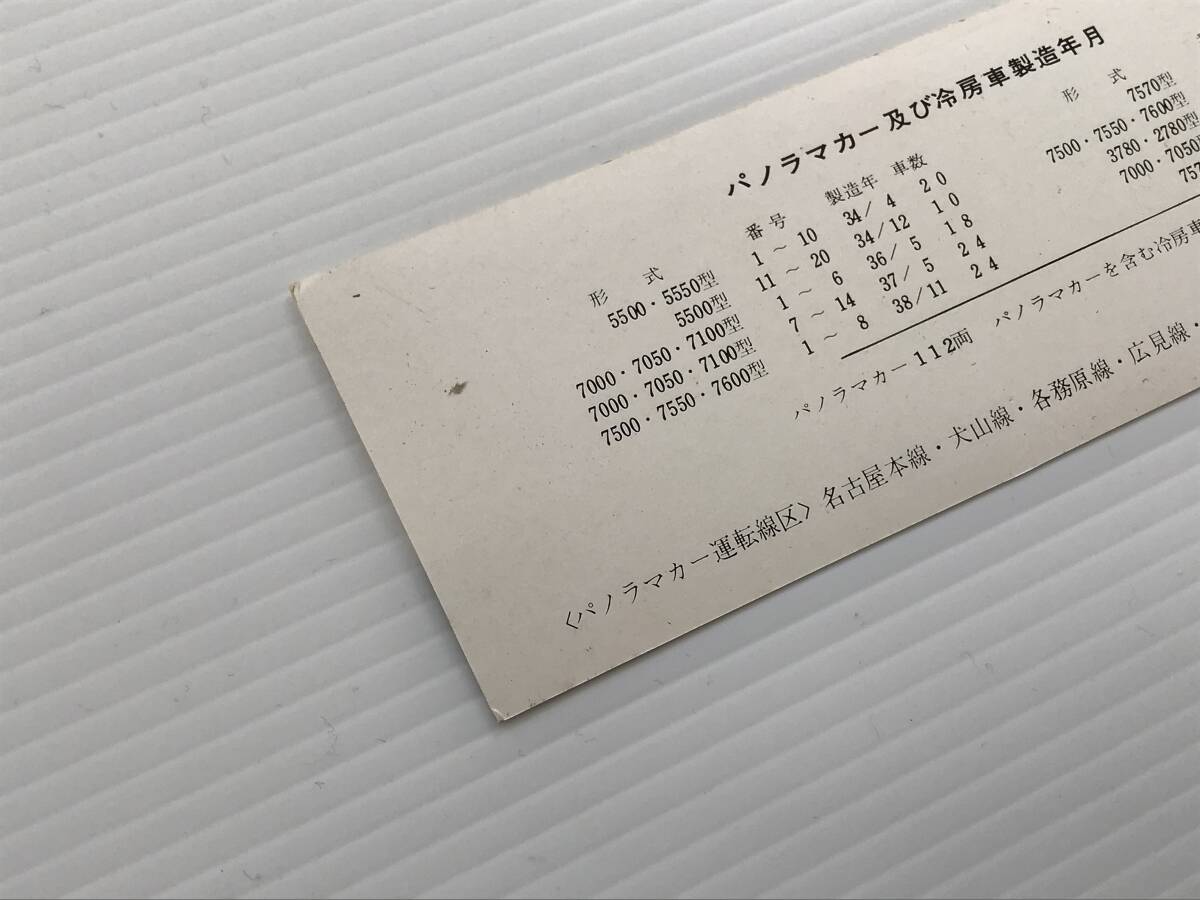 パノラマカー及び冷房車製造年月
形式 番号 製造年 車数
5500・5550型 1～10 34/4 20
5500型 11～20 34/12 10
7000・7050・7100型 1～6 36/5 18
7000・7050・7100型 7～14 37/5 24
7500・7550・7600型 1～8 38/11 24
形式
7570型
7500・7550・7600型
3780・2780型
7000・7050
757
パノラマカー112両 パノラマカーを含む冷房車
〈パノラマカー運転線区〉名古屋本線・犬山線・各務原線・広見線・